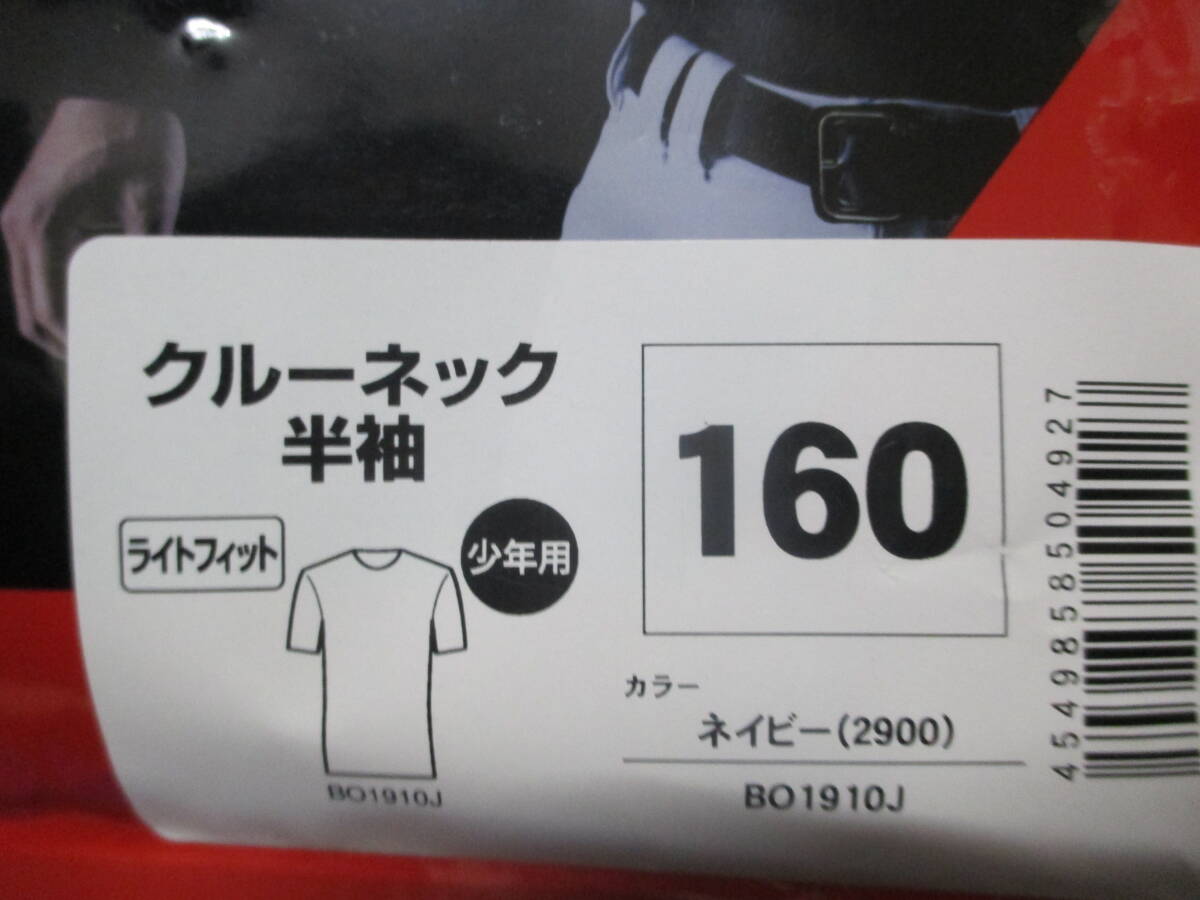 クルーネック
半袖
ライトフィット
少年用
BO1910J
160
カラー
ネイビー(2900)
BO1910J
4549858504927